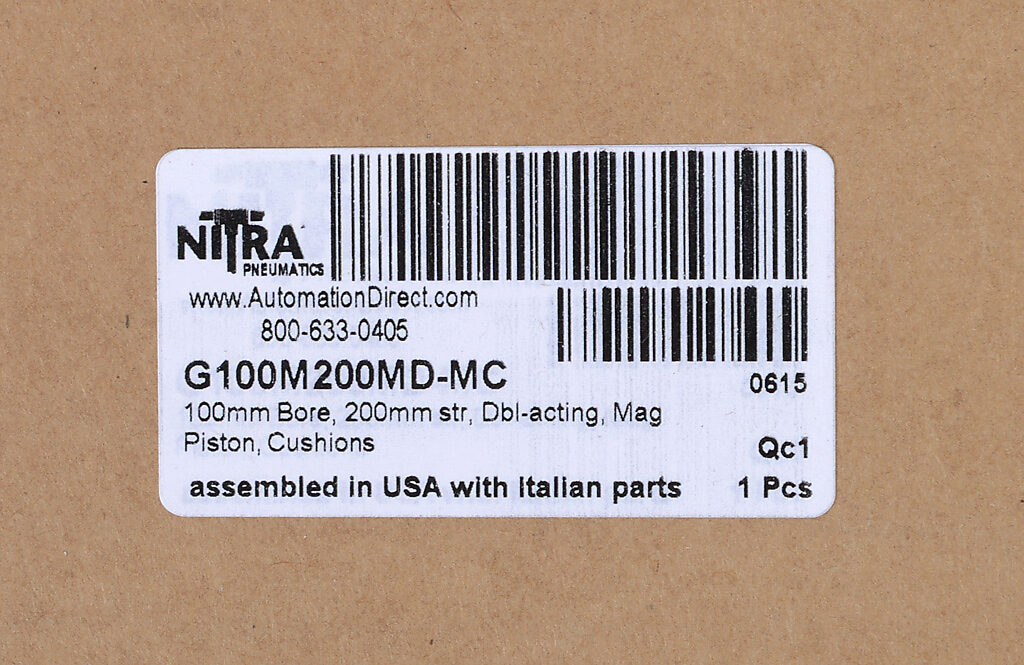 NITRA
PNEUMATICS
www.AutomationDirect.com
800-633-0405
G100M200MD-MC
0615
100mm Bore, 200mm str, Dbl-acting, Mag
Piston, Cushions
Qc1
assembled in USA with Italian parts
1 Pcs